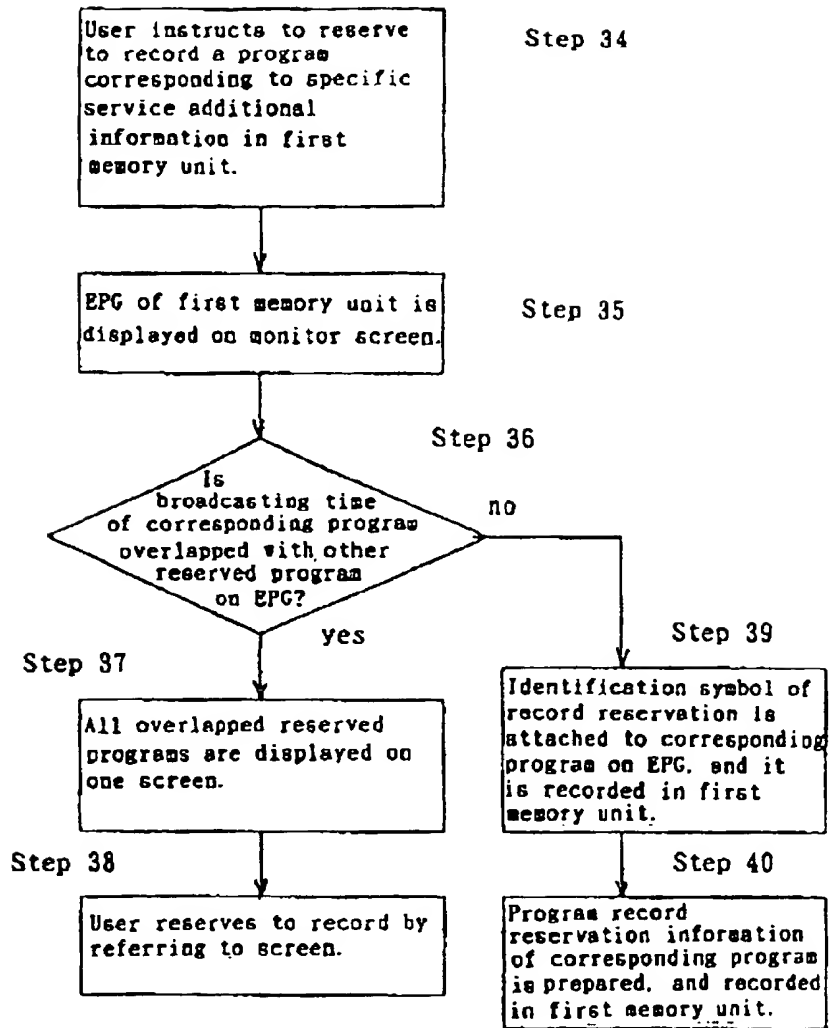 User instructs to reserve
to record a program
corresponding to specific
service additional
information in first
memory unit.
Step 34
EPG of first memory unit is
displayed on monitor screen.
Step 35
Step 36
Is
broadcasting time
of corresponding program
overlapped with other
reserved program
on EPG?
no
yes
Step 37
All overlapped reserved
programs are displayed on
one screen.
Step 38
User reserves to record by
referring to screen.
Step 39
Identification symbol of
record reservation is
attached to corresponding
program on EPG, and it
is recorded in first
memory unit.
Step 40
Program record
reservation information
of corresponding program
is prepared, and recorded
in first memory unit.